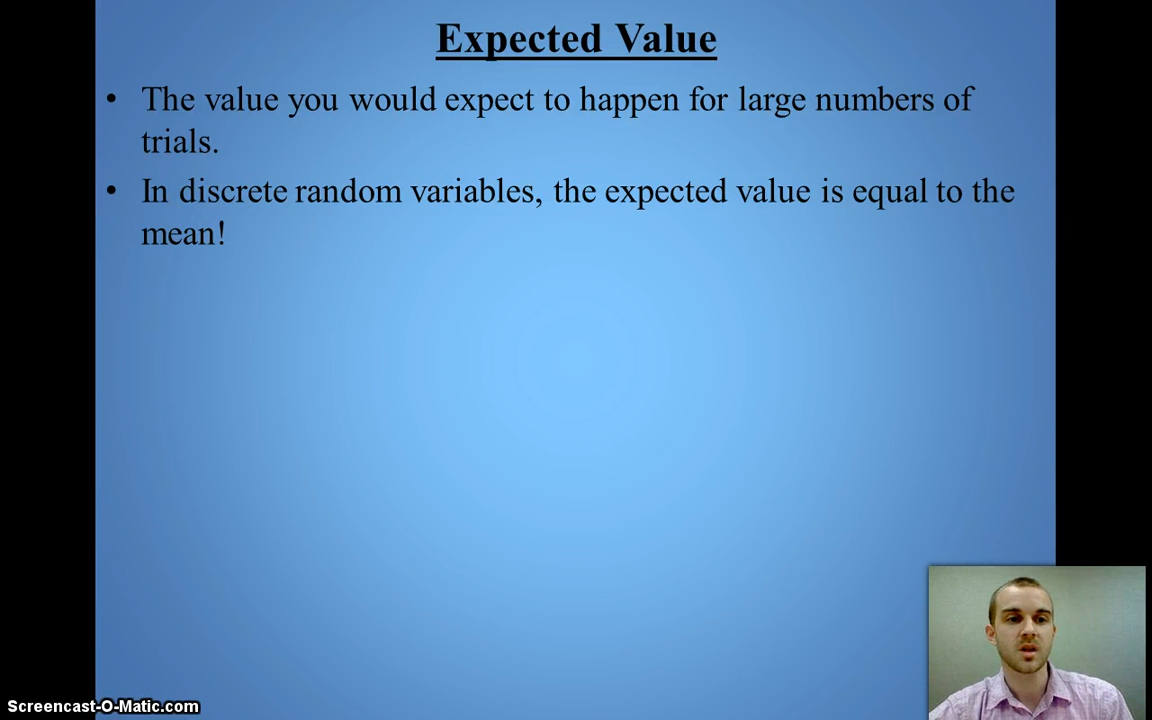 Expected Value
• The value you would expect to happen for large numbers of
trials.
• In discrete random variables, the expected value is equal to the
mean!
Screencast-O-Matic.com